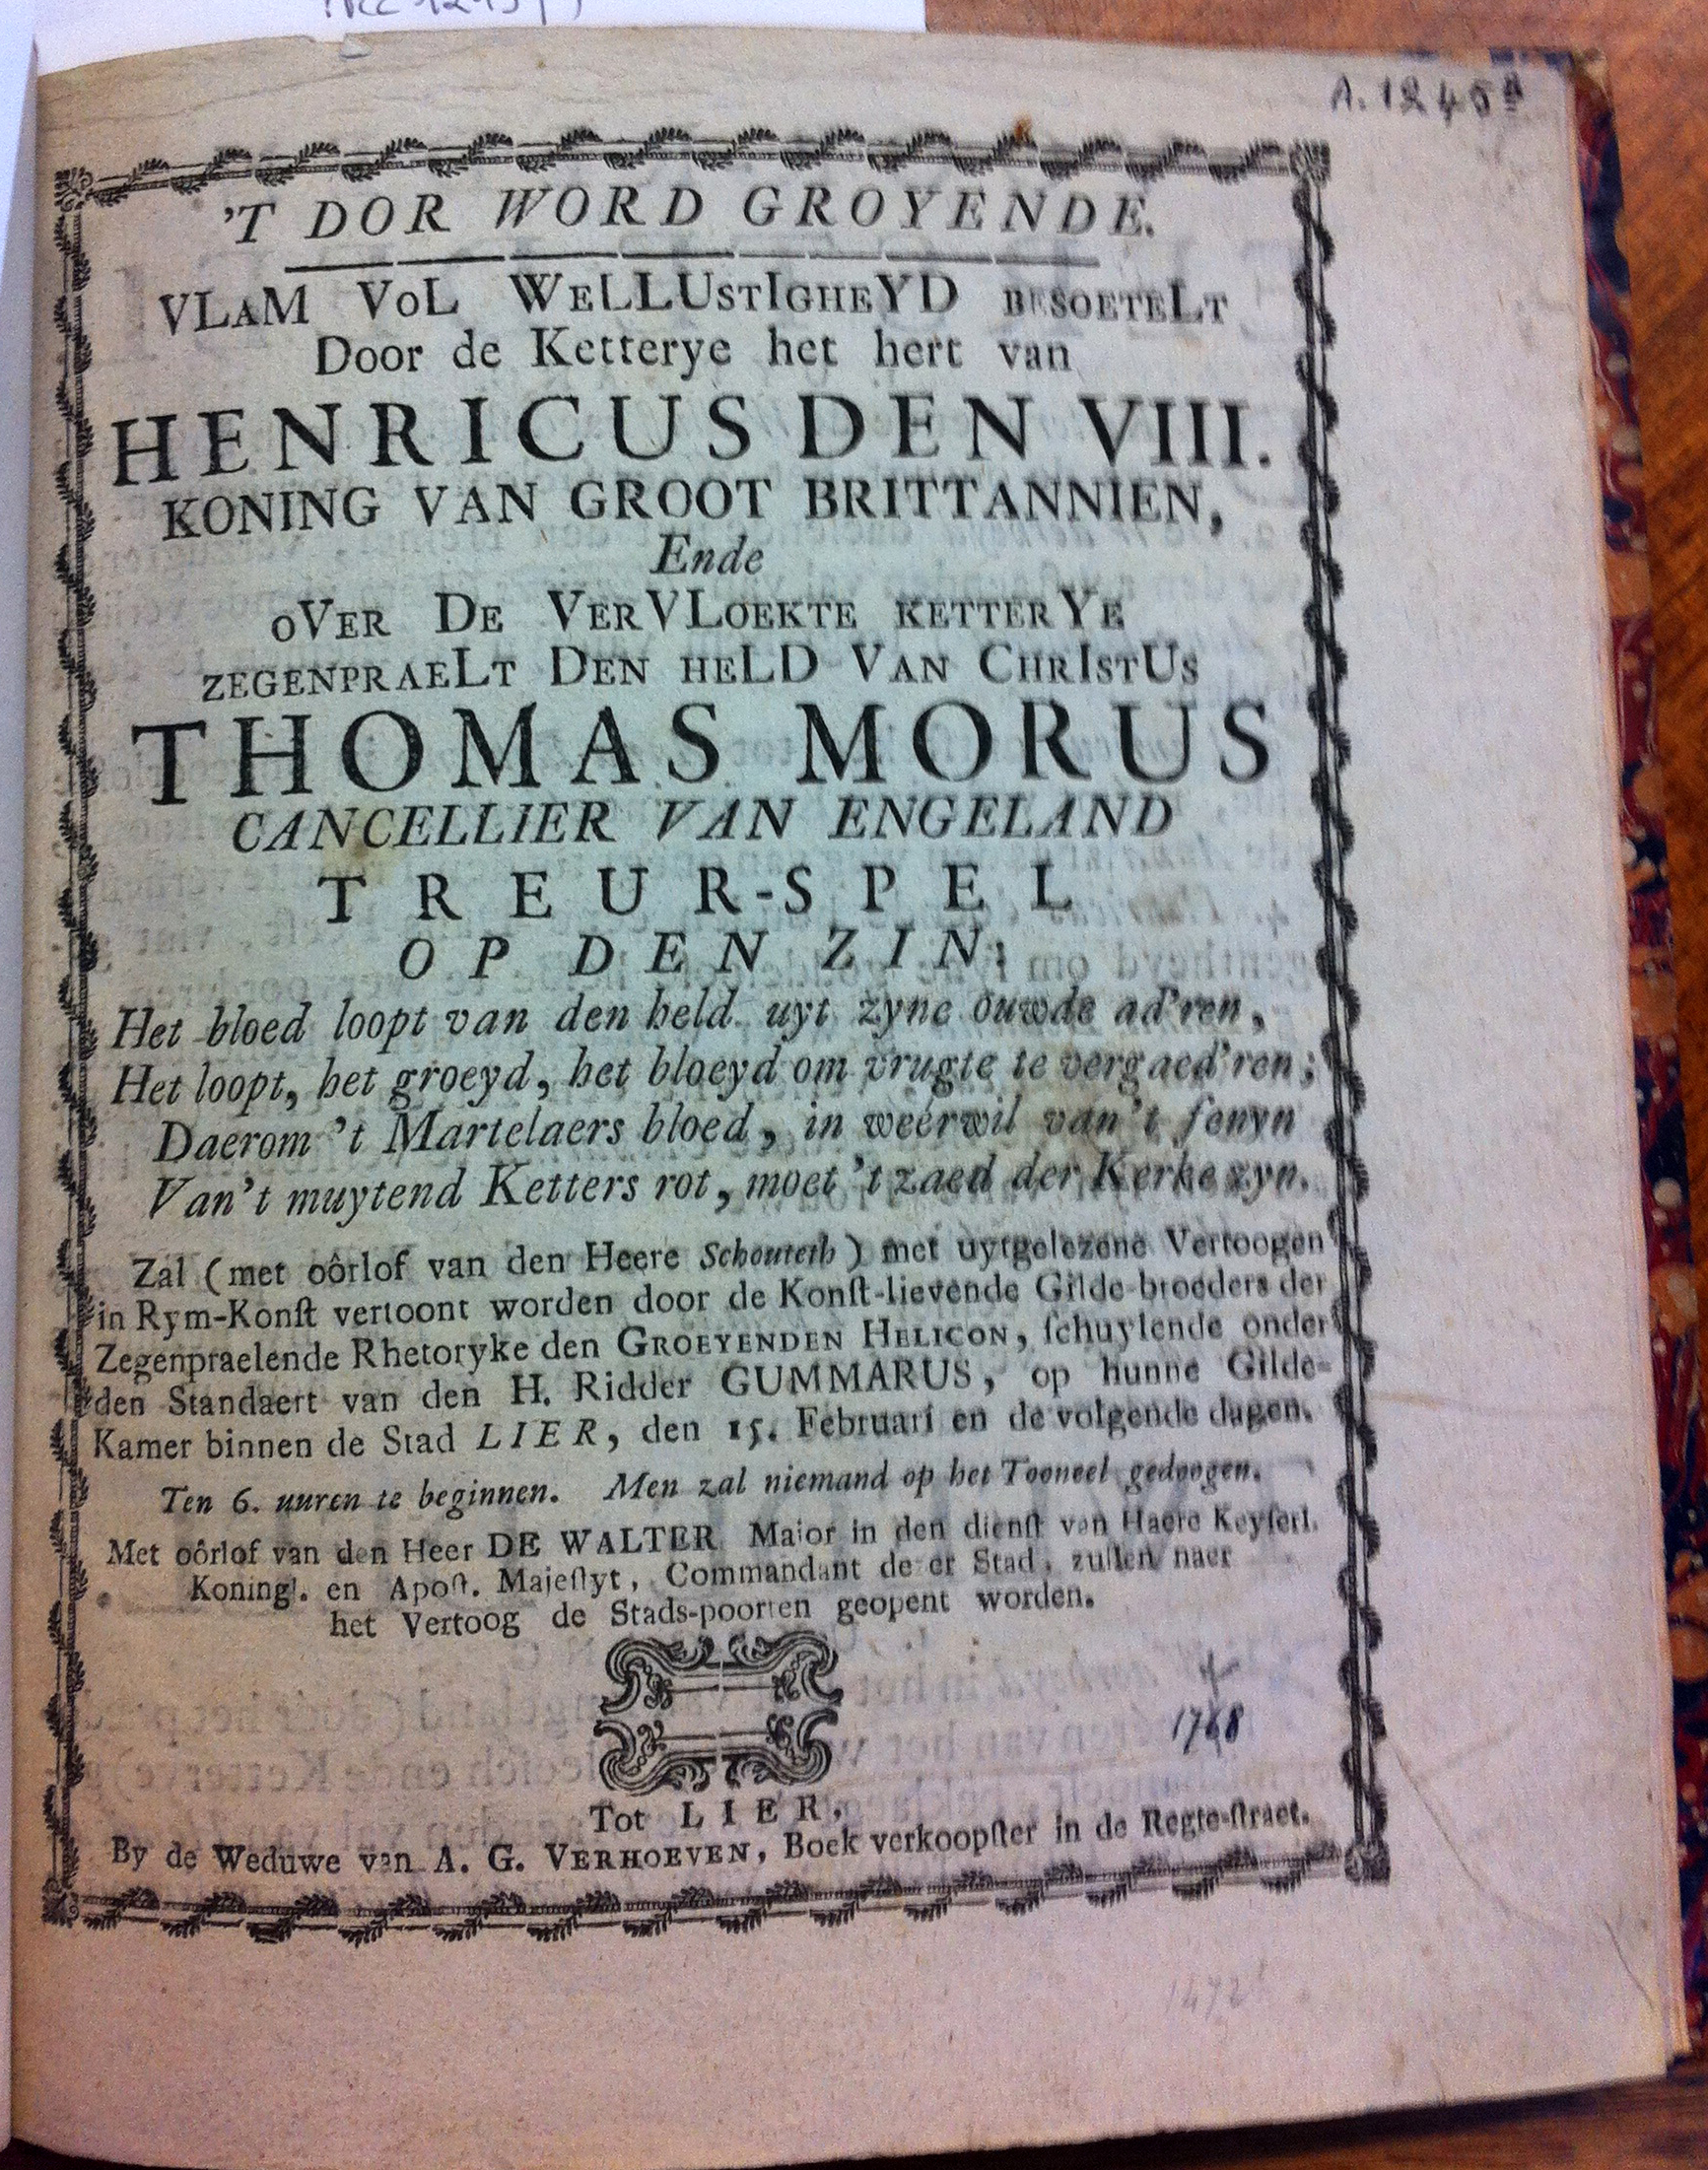 A. 1245ª
'T DOR WORD GROYENDE.
VLaM VoL WeLLUstIgheYD besoeteLt
Door de Ketterye het hert van
HENRICUS DEN VIII.
KONING VAN GROOT BRITTANNIEN,
Ende
oVer De VerVLoekte ketterYe
zegenpraeLt Den heLD Van ChrIstUs
THOMAS MORUS
CANCELLIER VAN ENGELAND
TREUR-SPEL
OP DEN ZIN:
Het bloed loopt van den held uyt zyne ouwde ad'ren,
Het loopt, het groeyd, het bloeyd om vrugte te vergaed'ren;
Daerom 't Martelaers bloed, in weérwil van't fenyn
Van't muytend Ketters rot, moet 't zaed der Kerke zyn.
Zal (met oôrlof van den Heere Schouteth) met uytgelezene Vertoogen
in Rym-Konſt vertoont worden door de Konſt-lievende Gilde-broeders der
Zegenpraelende Rhetoryke den GROEYENDEN HELICON, ſchuylende onder
den Standaert van den H. Ridder GUMMARUS, op hunne Gilde-
Kamer binnen de Stad LIER, den 15. Februari en de volgende dagen.
Ten 6. uuren te beginnen. Men zal niemand op het Tooneel gedoogen.
Met oôrlof van den Heer DE WALTER Maior in den dienſt van Haere Keyſerl.
Koningl. en Apoſt. Majeſtyt, Commandant de er Stad, zullen naer
het Vertoog de Stads-poorten geopent worden.
7
1768
Tot LIER,
By de Weduwe van A. G. VERHOEVEN, Boek verkoopſter in de Regte-ſtraet.
1472